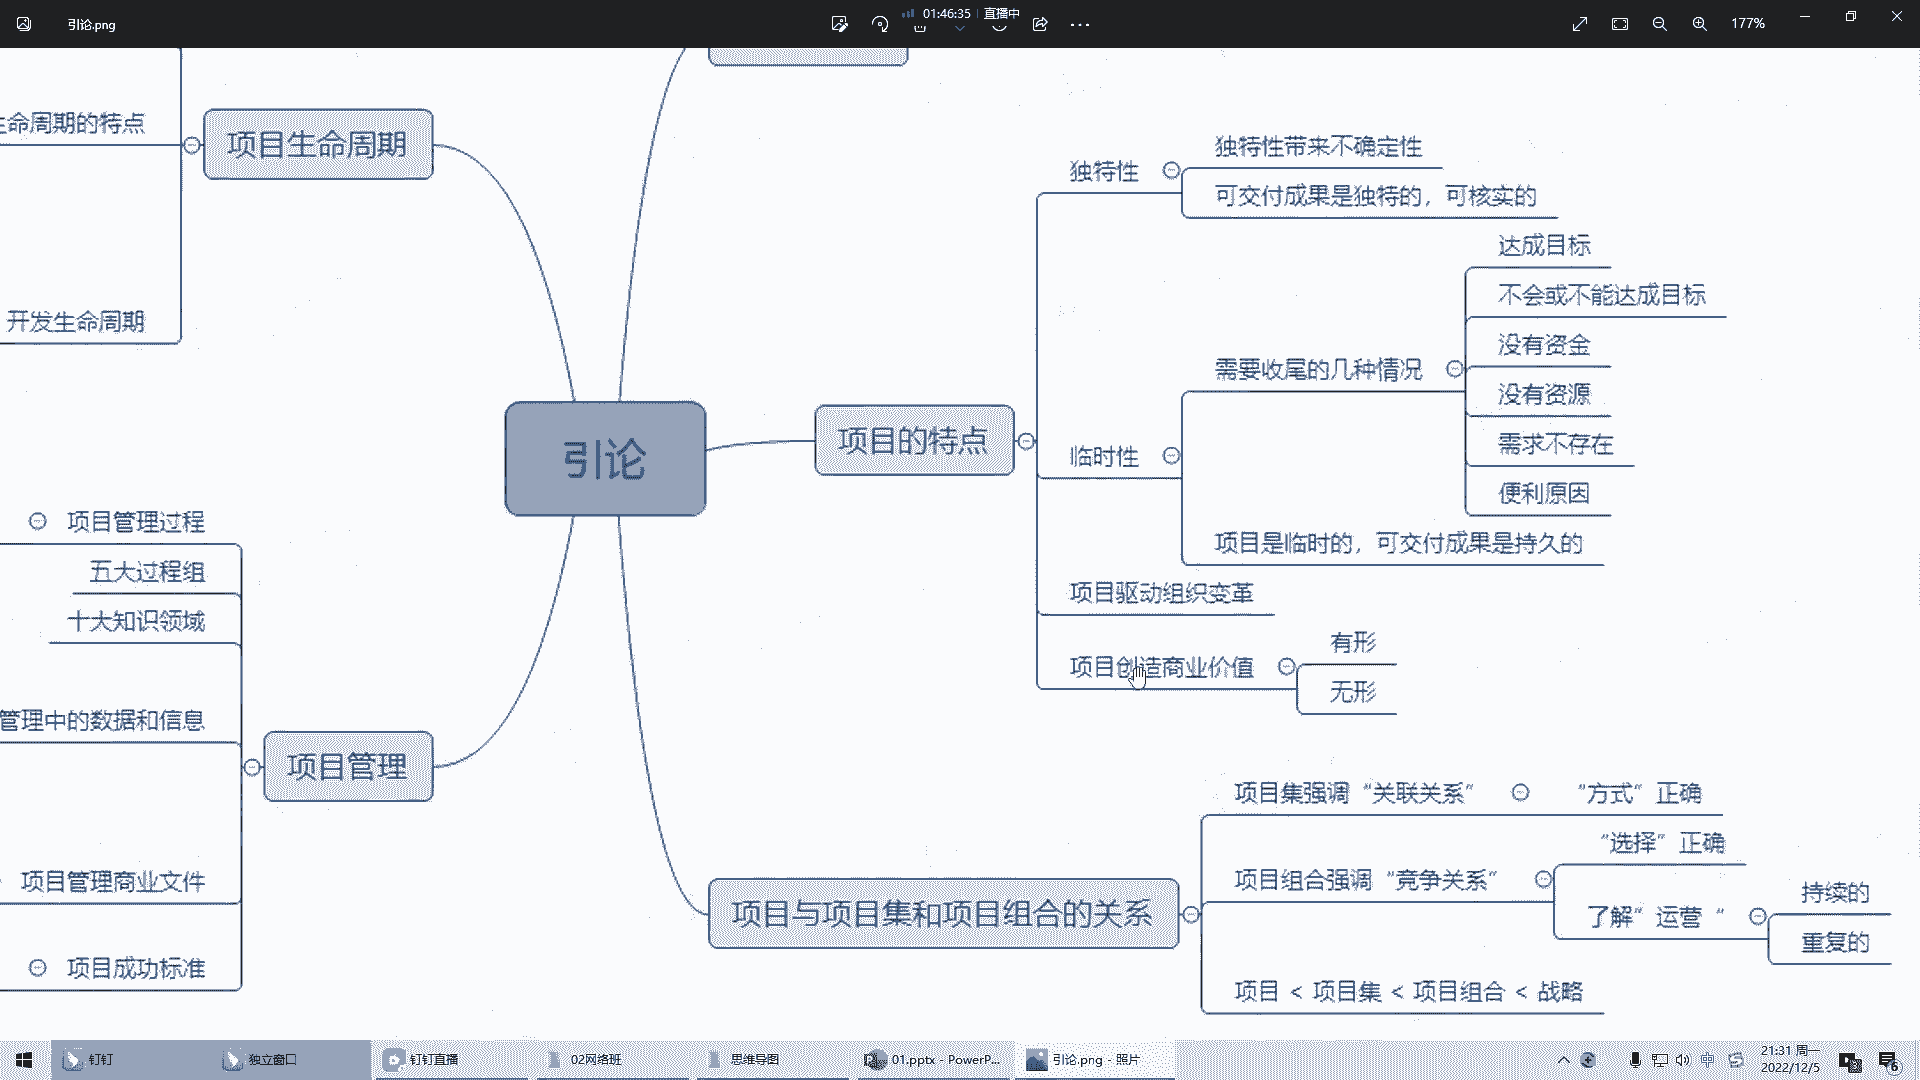 引论.png
01:46:35 直播中
177%
生命周期的特点
项目生命周期
开发生命周期
引论
项目的特点
独特性
独特性带来不确定性
可交付成果是独特的，可核实的
临时性
需要收尾的几种情况
达成目标
不会或不能达成目标
没有资金
没有资源
需求不存在
便利原因
项目是临时的，可交付成果是持久的
项目驱动组织变革
项目创造商业价值
有形
无形
项目管理过程
五大过程组
十大知识领域
管理中的数据和信息
项目管理
项目管理商业文件
项目成功标准
项目与项目集和项目组合的关系
项目集强调“关联关系”
“方式”正确
项目组合强调“竞争关系”
“选择”正确
了解”运营“
持续的
重复的
项目 < 项目集 < 项目组合 < 战略
钉钉
独立窗口
钉钉直播
02网络班
思维导图
01.pptx - PowerP...
引论.png - 照片
中
21:31 周一
2022/12/5